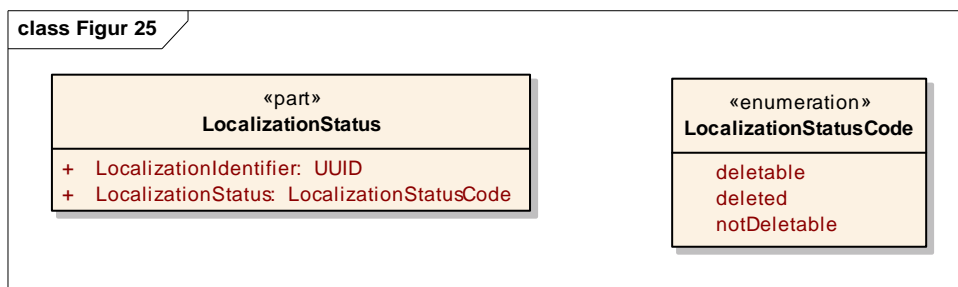 class Figur 25
«part»
LocalizationStatus
+ LocalizationIdentifier: UUID
+ LocalizationStatus: LocalizationStatusCode
«enumeration»
LocalizationStatusCode
deletable
deleted
notDeletable